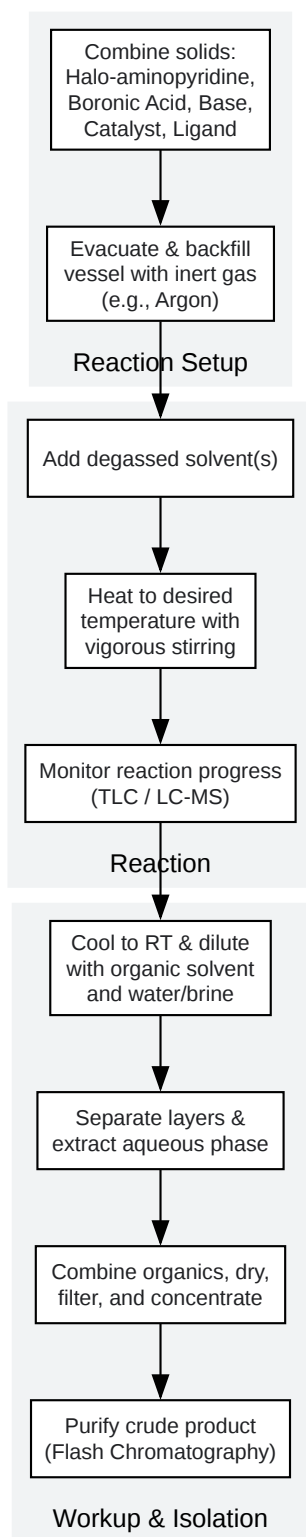 Combine solids:
Halo-aminopyridine,
Boronic Acid, Base,
Catalyst, Ligand
Evacuate & backfill
vessel with inert gas
(e.g., Argon)
Reaction Setup
Add degassed solvent(s)
Heat to desired
temperature with
vigorous stirring
Monitor reaction progress
(TLC / LC-MS)
Reaction
Cool to RT & dilute
with organic solvent
and water/brine
Separate layers &
extract aqueous phase
Combine organics, dry,
filter, and concentrate
Purify crude product
(Flash Chromatography)
Workup & Isolation